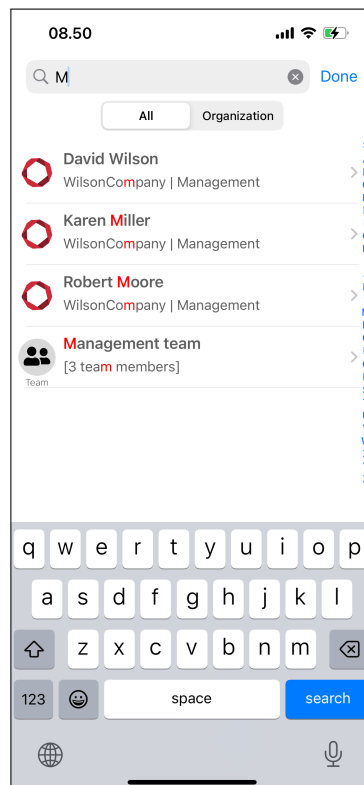 08.50
M
Done
All
Organization
David Wilson
WilsonCompany | Management
Karen Miller
WilsonCompany | Management
Robert Moore
WilsonCompany | Management
Management team
[3 team members]
Team
q w e r t y u i o p
a s d f g h j k l
z x c v b n m
123
space
search